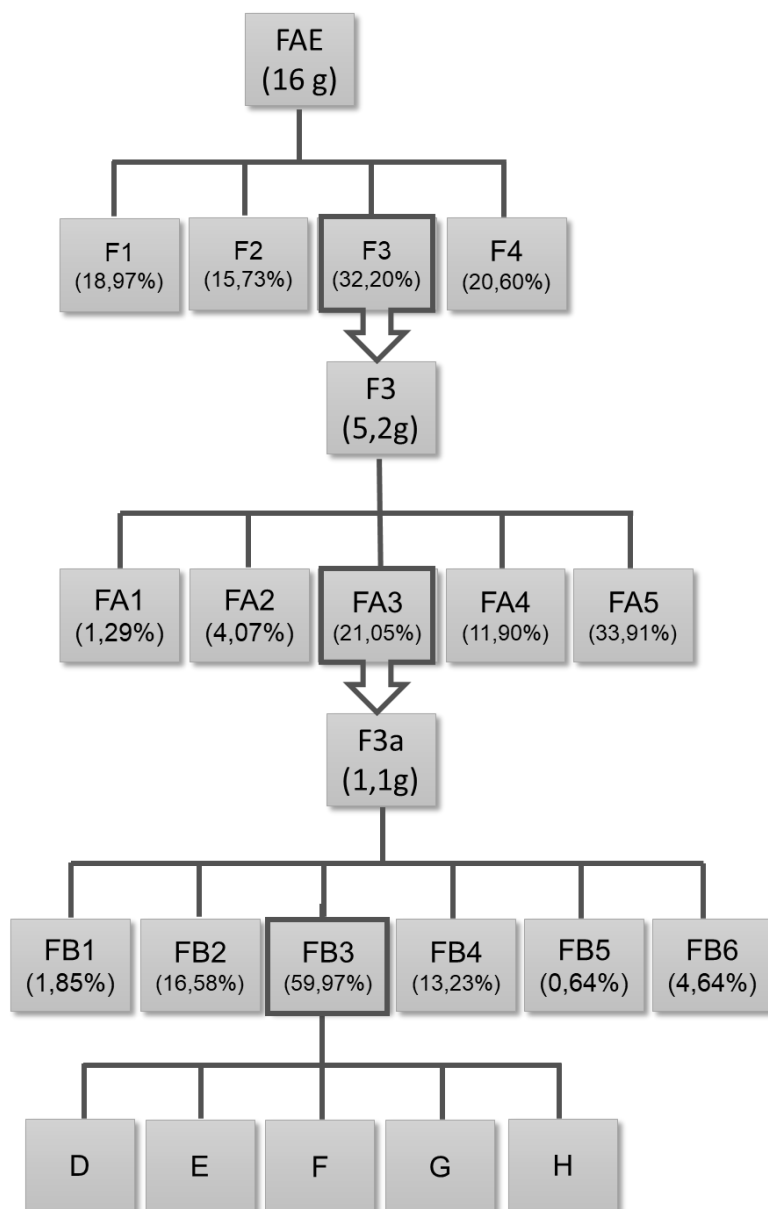 FAE
(16 g)
F1
(18,97%)
F2
(15,73%)
F3
(32,20%)
F4
(20,60%)
F3
(5,2g)
FA1
(1,29%)
FA2
(4,07%)
FA3
(21,05%)
FA4
(11,90%)
FA5
(33,91%)
F3a
(1,1g)
FB1
(1,85%)
FB2
(16,58%)
FB3
(59,97%)
FB4
(13,23%)
FB5
(0,64%)
FB6
(4,64%)
D
E
F
G
H